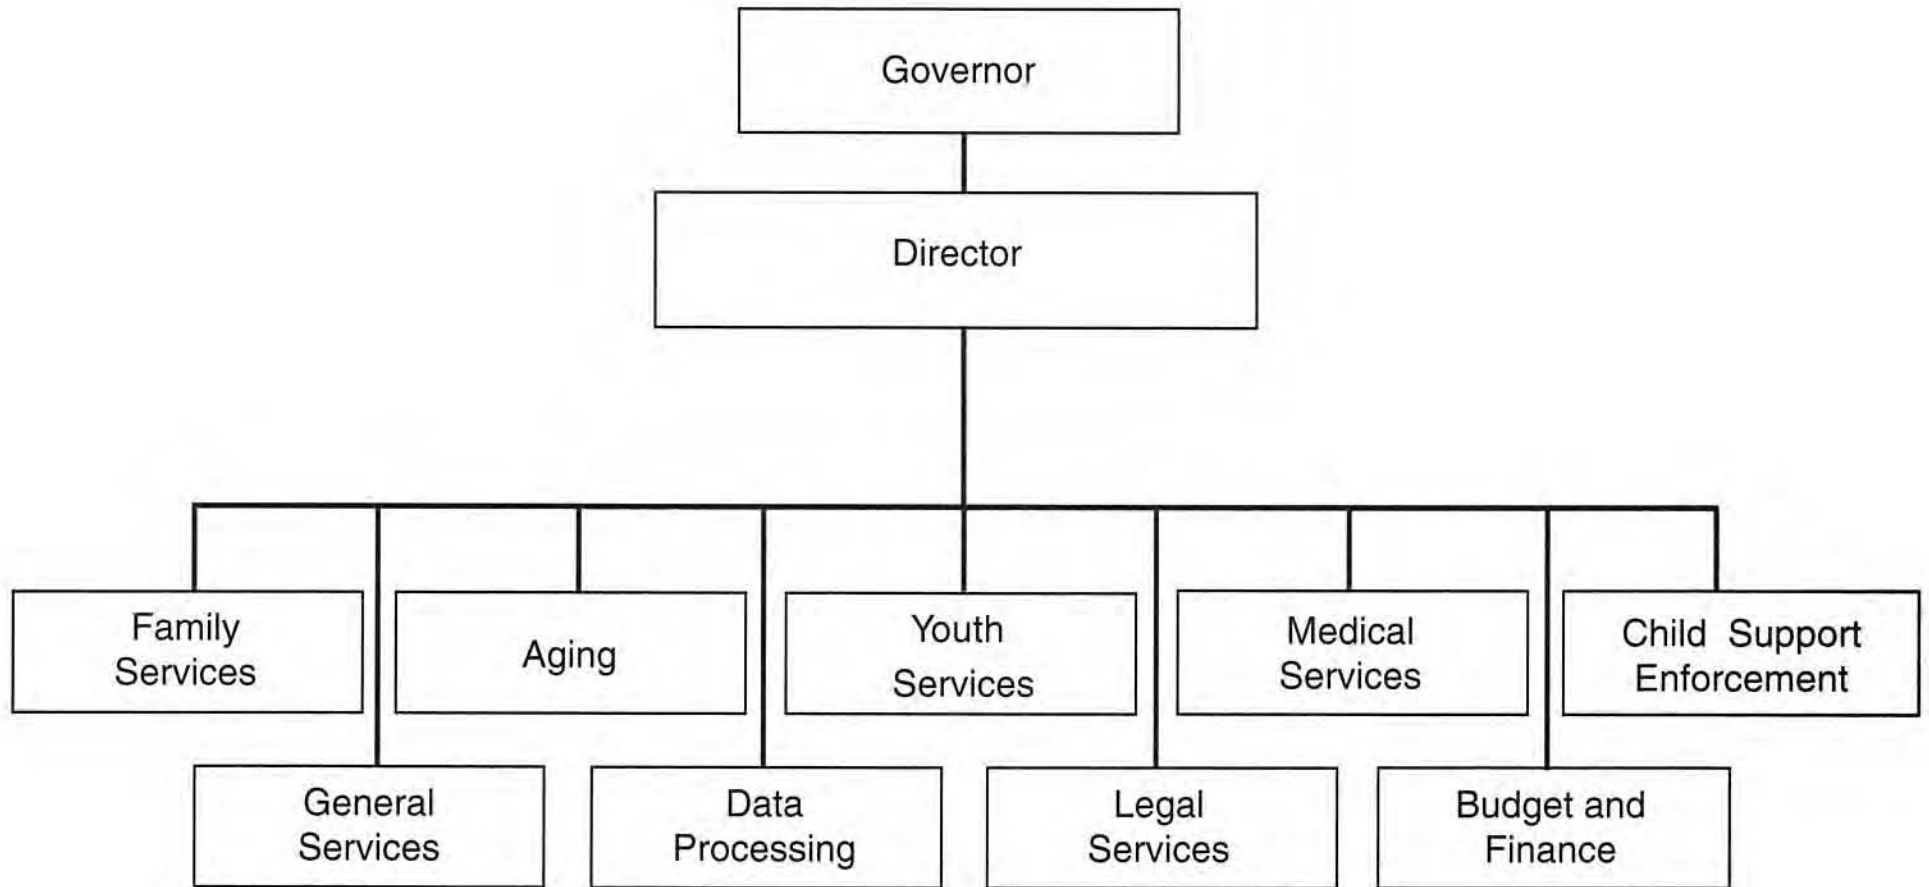 Governor
Director
Family
Services
Aging
Youth
Services
Medical
Services
Child Support
Enforcement
General
Services
Data
Processing
Legal
Services
Budget and
Finance